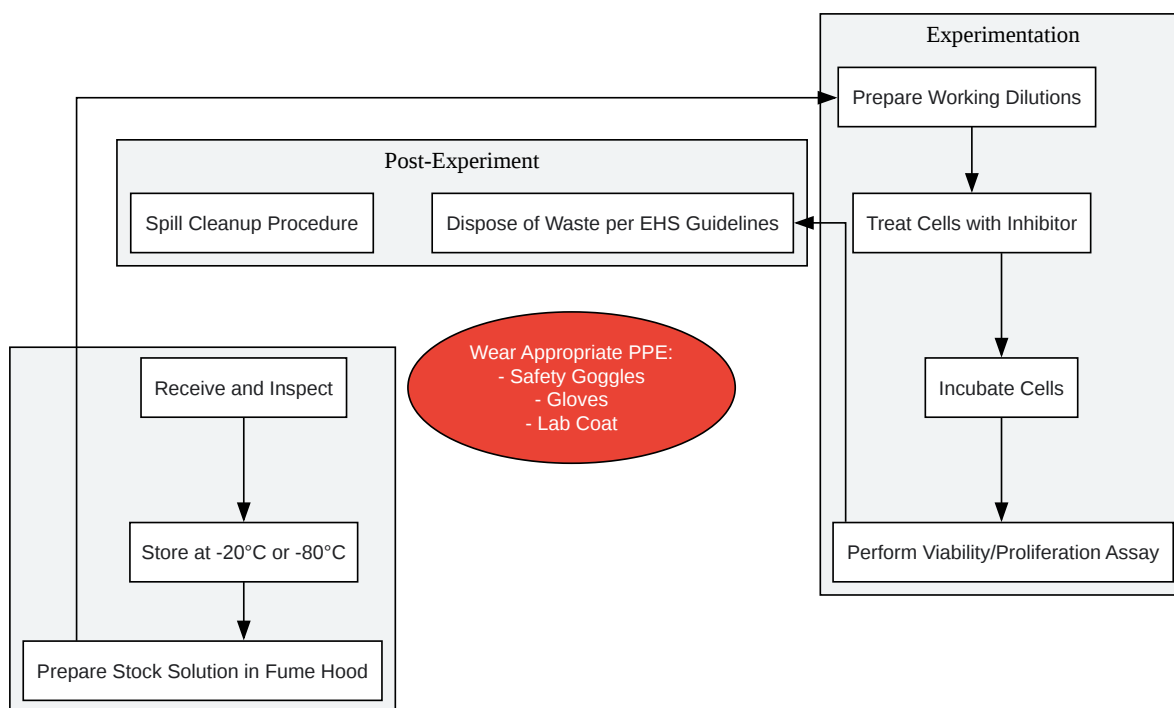 Experimentation
Prepare Working Dilutions
Post-Experiment
Spill Cleanup Procedure
Dispose of Waste per EHS Guidelines
Treat Cells with Inhibitor
Wear Appropriate PPE:
- Safety Goggles
- Gloves
- Lab Coat
Receive and Inspect
Incubate Cells
Store at -20°C or -80°C
Perform Viability/Proliferation Assay
Prepare Stock Solution in Fume Hood